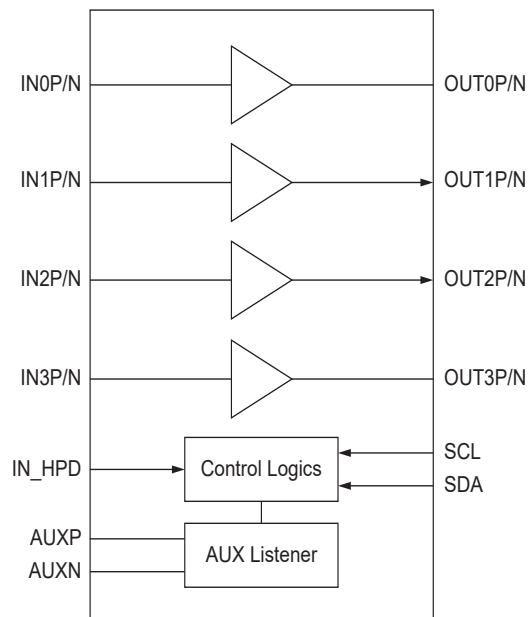 IN0P/N
OUT0P/N
IN1P/N
OUT1P/N
IN2P/N
OUT2P/N
IN3P/N
OUT3P/N
IN_HPD
Control Logics
SCL
SDA
AUXP
AUXN
AUX Listener